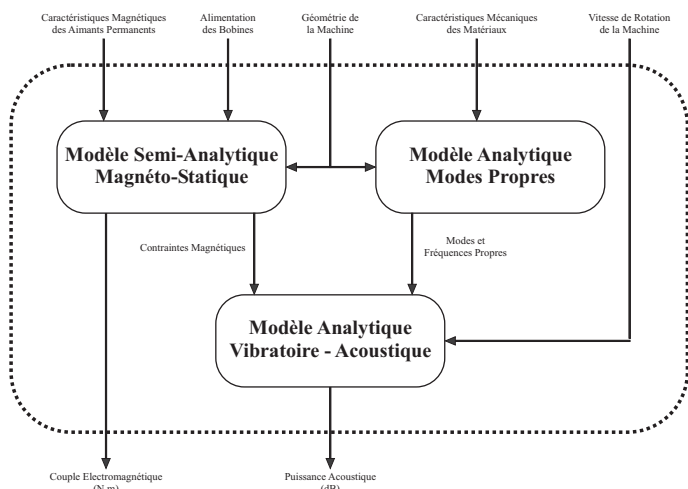 Caractéristiques Magnétiques
des Aimants Permanents
Alimentation
des Bobines
Géométrie de
la Machine
Caractéristiques Mécaniques
des Matériaux
Vitesse de Rotation
de la Machine
Modèle Semi-Analytique
Magnéto-Statique
Modèle Analytique
Modes Propres
Contraintes Magnétiques
Modes et
Fréquences Propres
Modèle Analytique
Vibratoire - Acoustique
Couple Electromagnétique
(N.m)
Puissance Acoustique
(dB)